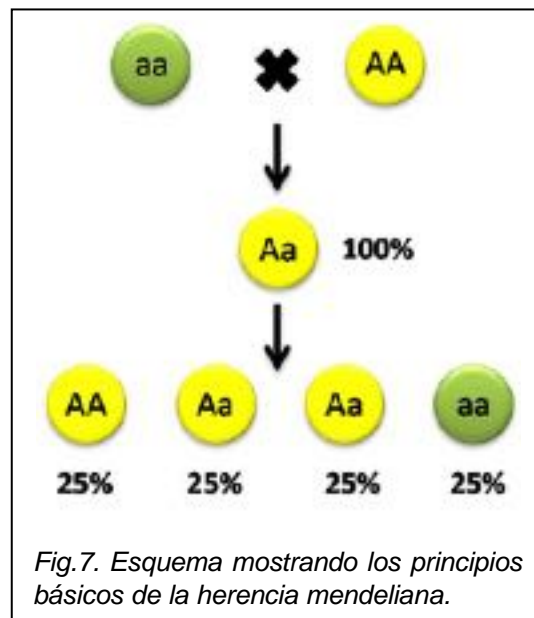 aa AA
Aa 100%
AA Aa Aa aa
25% 25% 25% 25%
Fig.7. Esquema mostrando los principios
básicos de la herencia mendeliana.